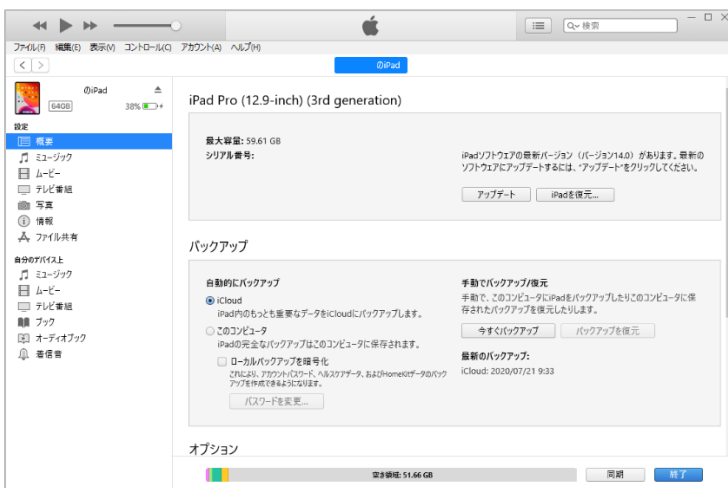 検索
ファイル(F) 編集(E) 表示(V) コントロール(C) アカウント(A) ヘルプ(H)
のiPad
のiPad
64GB 38%
設定
概要
ミュージック
ムービー
テレビ番組
写真
情報
ファイル共有
自分のデバイス上
ミュージック
ムービー
テレビ番組
ブック
オーディオブック
着信音
iPad Pro (12.9-inch) (3rd generation)
最大容量: 59.61 GB
シリアル番号:
iPadソフトウェアの最新バージョン（バージョン14.0）があります。最新の
ソフトウェアにアップデートするには、"アップデート"をクリックしてください。
アップデート iPadを復元...
バックアップ
自動的にバックアップ
iCloud
iPad内のもっとも重要なデータをiCloudにバックアップします。
このコンピュータ
iPadの完全なバックアップはこのコンピュータに保存されます。
ローカルバックアップを暗号化
これにより、アカウントパスワード、ヘルスケアデータ、およびHomeKitデータのバック
アップを作成できるようになります。
パスワードを変更...
手動でバックアップ/復元
手動で、このコンピュータにiPadをバックアップしたりこのコンピュータに保
存されたバックアップを復元したりします。
今すぐバックアップ バックアップを復元
最新のバックアップ:
iCloud: 2020/07/21 9:33
オプション
空き領域: 51.66 GB
同期 終了